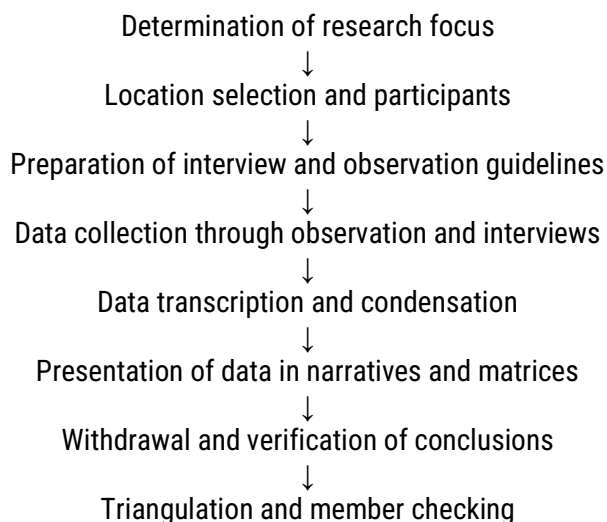 Determination of research focus
↓
Location selection and participants
↓
Preparation of interview and observation guidelines
↓
Data collection through observation and interviews
↓
Data transcription and condensation
↓
Presentation of data in narratives and matrices
↓
Withdrawal and verification of conclusions
↓
Triangulation and member checking